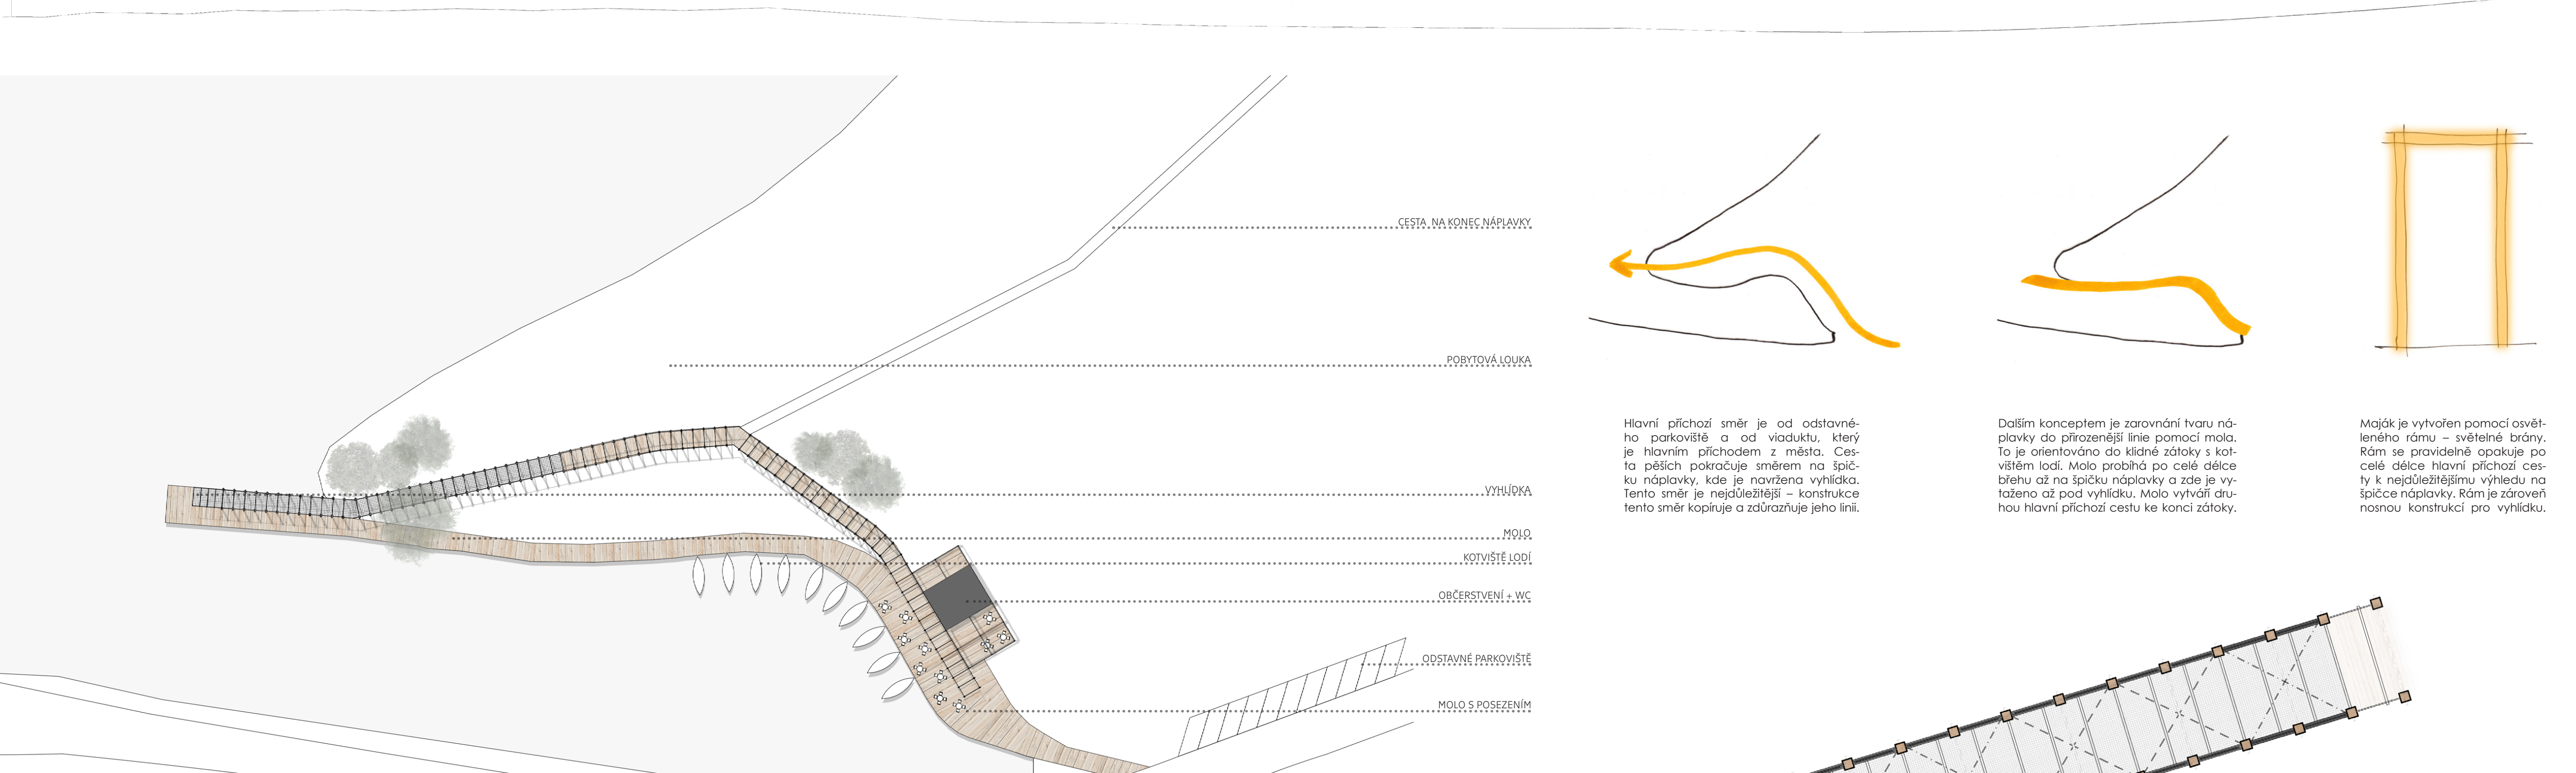 CESTA NA KONEC NÁPLAVKY
POBYTOVÁ LOUKA
VYHLÍDKA
MOLO
KOTVIŠTĚ LODÍ
OBČERSTVENÍ + WC
ODSTAVNÉ PARKOVIŠTĚ
MOLO S POSEZENÍM
Hlavní příchozí směr je od odstavné-
ho parkoviště a od viaduktu, který
je hlavním příchodem z města. Ces-
ta pěších pokračuje směrem na špič-
ku náplavky, kde je navržena vyhlídka.
Tento směr je nejdůležitější – konstrukce
tento směr kopíruje a zdůrazňuje jeho linii.
Dalším konceptem je zarovnání tvaru ná-
plavky do přirozenější linie pomocí mola.
To je orientováno do klidné zátoky s kot-
vištěm lodí. Molo probíhá po celé délce
břehu až na špičku náplavky a zde je vy-
taženo až pod vyhlídku. Molo vytváří dru-
hou hlavní příchozí cestu ke konci zátoky.
Maják je vytvořen pomocí osvět-
leného rámu – světelné brány.
Rám se pravidelně opakuje po
celé délce hlavní příchozí ces-
ty k nejdůležitějšímu výhledu na
špičce náplavky. Rám je zároveň
nosnou konstrukcí pro vyhlídku.